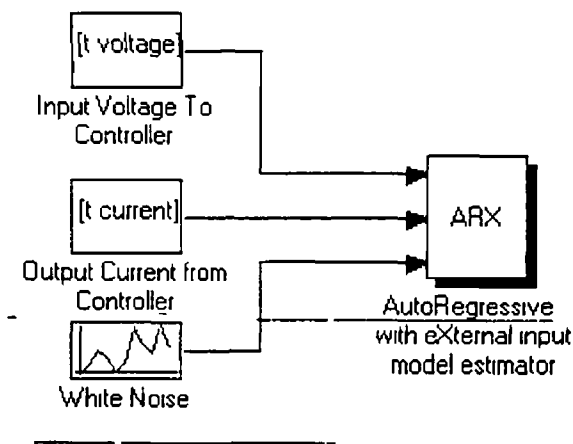 [t voltage]
Input Voltage To
Controller
[t current]
Output Current from
Controller
White Noise
ARX
AutoRegressive
with eXternal input
model estimator